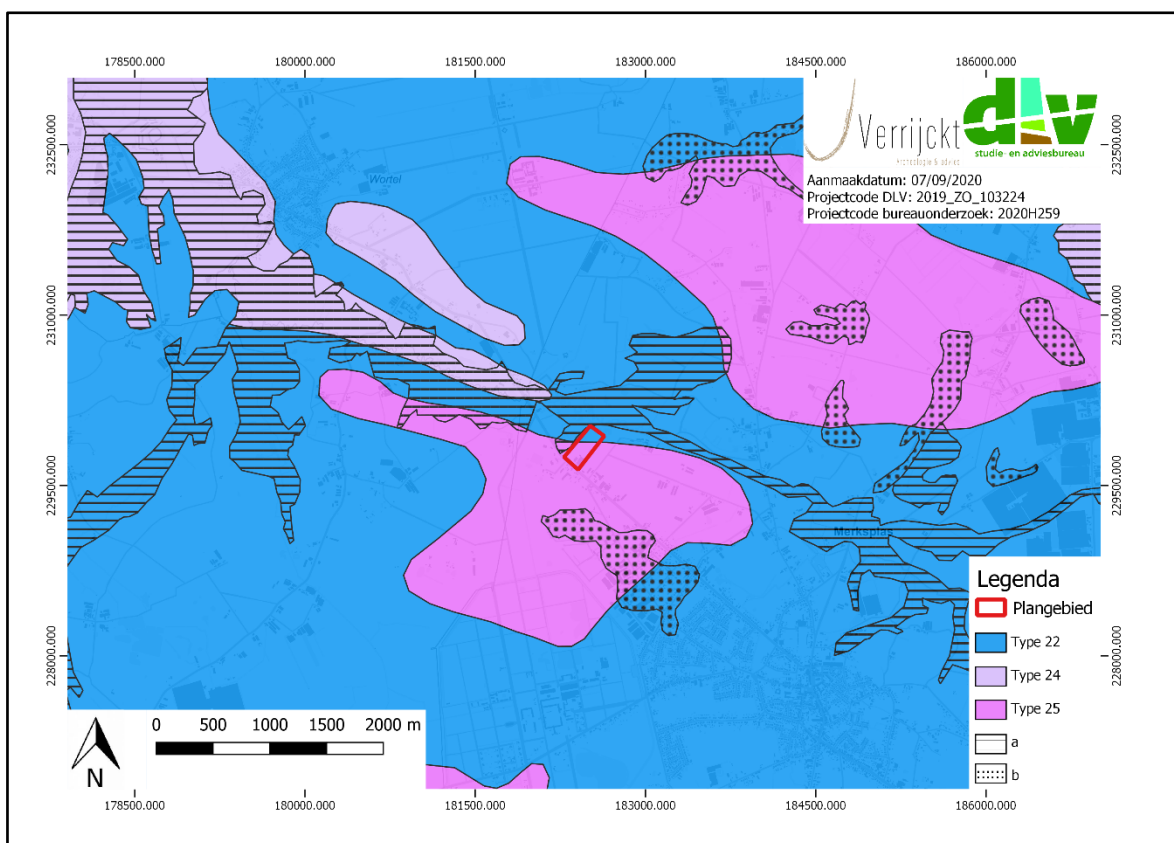 178500.000 180000.000 181500.000 183000.000 184500.000 186000.000
Verrijckt
Archeologie & advies
dlv
studie- en adviesbureau
Aanmaakdatum: 07/09/2020
Projectcode DLV: 2019_ZO_103224
Projectcode bureauonderzoek: 2020H259
232500.000 232500.000
Wortel
231000.000 231000.000
229500.000 229500.000
Merksplas
228000.000 228000.000
Legenda
Plangebied
Type 22
Type 24
Type 25
a
b
0 500 1000 1500 2000 m
N
178500.000 180000.000 181500.000 183000.000 184500.000 186000.000